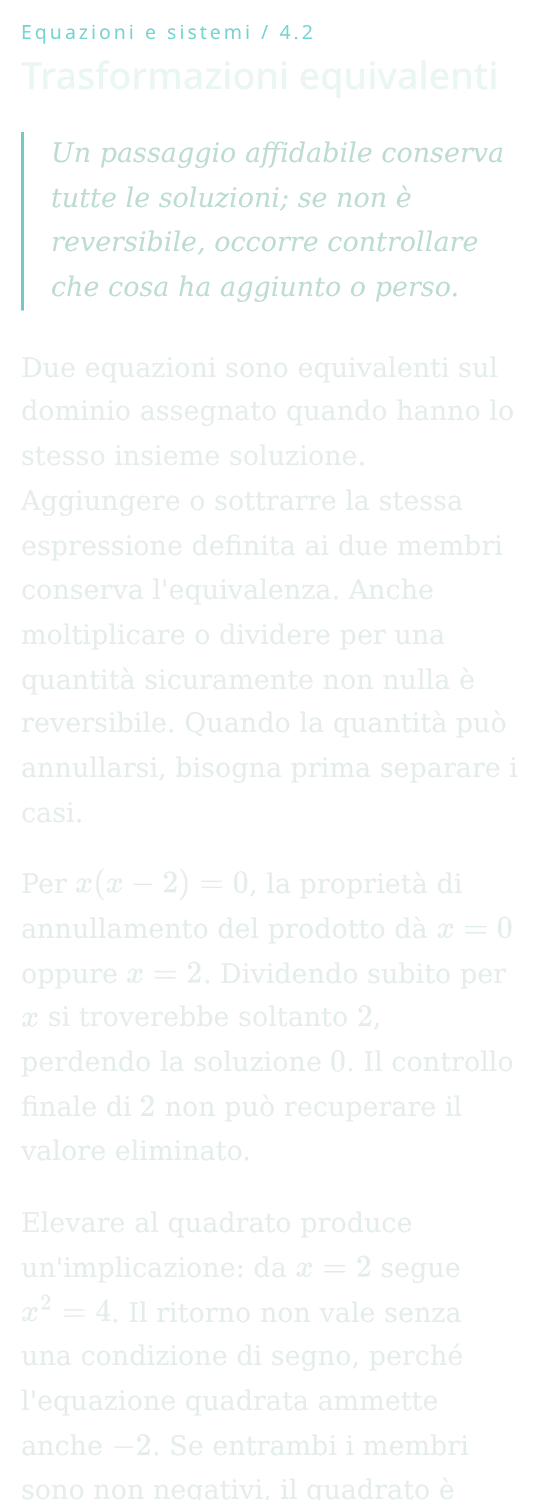 Equazioni e sistemi / 4.2
Trasformazioni equivalenti
Un passaggio affidabile conserva
tutte le soluzioni; se non è
reversibile, occorre controllare
che cosa ha aggiunto o perso.
Due equazioni sono equivalenti sul
dominio assegnato quando hanno lo
stesso insieme soluzione.
Aggiungere o sottrarre la stessa
espressione definita ai due membri
conserva l'equivalenza. Anche
moltiplicare o dividere per una
quantità sicuramente non nulla è
reversibile. Quando la quantità può
annullarsi, bisogna prima separare i
casi.
Per x(x − 2) = 0, la proprietà di
annullamento del prodotto dà x = 0
oppure x = 2. Dividendo subito per
x si troverebbe soltanto 2,
perdendo la soluzione 0. Il controllo
finale di 2 non può recuperare il
valore eliminato.
Elevare al quadrato produce
un'implicazione: da x = 2 segue
x² = 4. Il ritorno non vale senza
una condizione di segno, perché
l'equazione quadrata ammette
anche −2. Se entrambi i membri
sono non negativi, il quadrato è